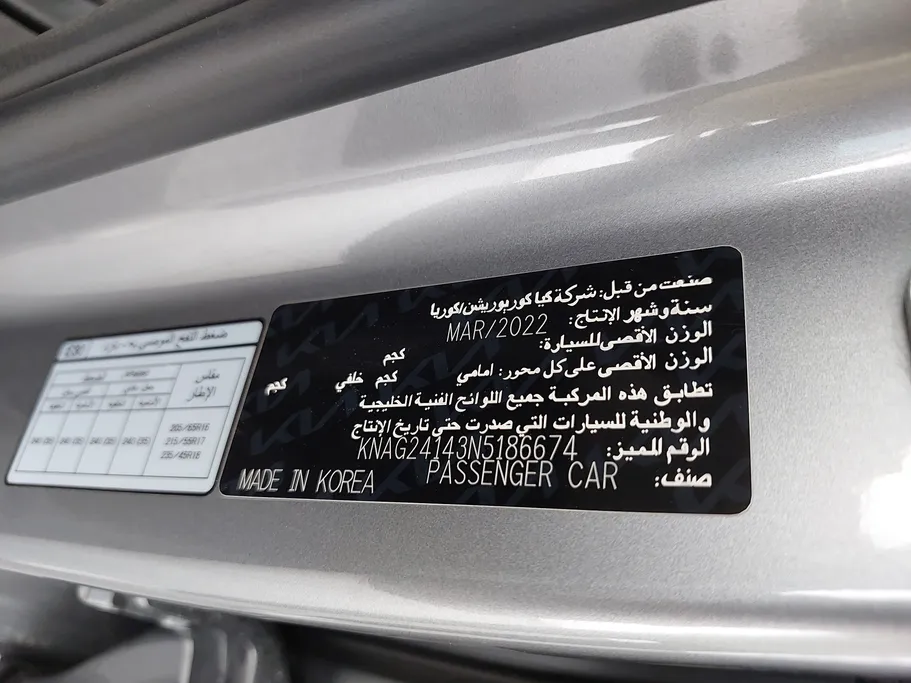 صنعت من قبل: شركة كيا كوربوريشن/كوريا
سنة وشهر الإنتاج: MAR/2022
الوزن الأقصى للسيارة: كجم
الوزن الأقصى على كل محور: امامي كجم خلفي كجم
تطابق هذه المركبة جميع اللوائح الفنية الخليجية
والوطنية للسيارات التي صدرت حتى تاريخ الإنتاج
الرقم المميز: KNAG24143N5186674
صنف: PASSENGER CAR
MADE IN KOREA
مقاس
الإطار
205/65R16
215/55R17
235/45R18